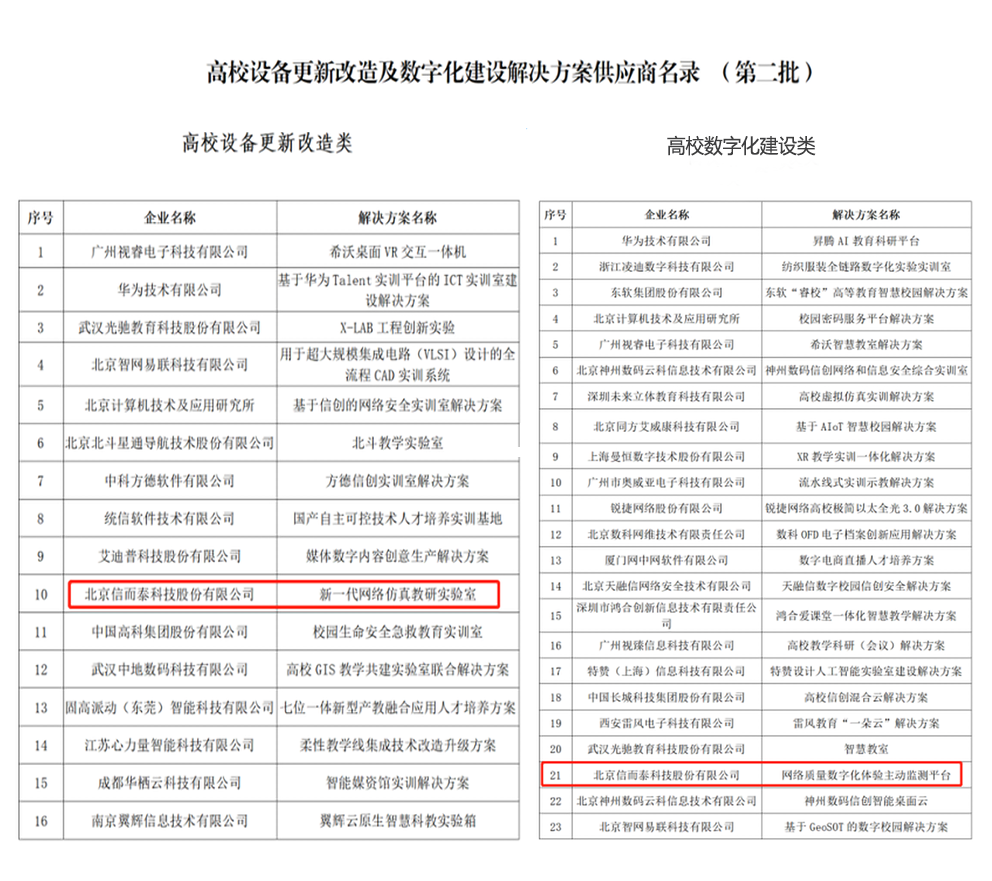 高校设备更新改造及数字化建设解决方案供应商名录 （第二批）
高校设备更新改造类
序号 企业名称 解决方案名称
1 广州视睿电子科技有限公司 希沃桌面 VR 交互一体机
2 华为技术有限公司 基于华为 Talent 实训平台的 ICT 实训室建
设解决方案
3 武汉光驰教育科技股份有限公司 X-LAB 工程创新实验
4 北京智网易联科技有限公司 用于超大规模集成电路（VLSI）设计的全
流程 CAD 实训系统
5 北京计算机技术及应用研究所 基于信创的网络安全实训室解决方案
6 北京北斗星通导航技术股份有限公司 北斗教学实验室
7 中科方德软件有限公司 方德信创实训室解决方案
8 统信软件技术有限公司 国产自主可控技术人才培养实训基地
9 艾迪普科技股份有限公司 媒体数字内容创意生产解决方案
10 北京信而泰科技股份有限公司 新一代网络仿真教研实验室
11 中国高科集团股份有限公司 校园生命安全急救教育实训室
12 武汉中地数码科技有限公司 高校 GIS 教学共建实验室联合解决方案
13 固高派动（东莞）智能科技有限公司 七位一体新型产教融合应用人才培养方案
14 江苏心力量智能科技有限公司 柔性教学线集成技术改造升级方案
15 成都华栖云科技有限公司 智能媒资馆实训解决方案
16 南京翼辉信息技术有限公司 翼辉云原生智慧科教实验箱
高校数字化建设类
序号 企业名称 解决方案名称
1 华为技术有限公司 昇腾 AI 教育科研平台
2 浙江凌迪数字科技有限公司 纺织服装全链路数字化实验实训室
3 东软集团股份有限公司 东软“睿校”高等教育智慧校园解决方案
4 北京计算机技术及应用研究所 校园密码服务平台解决方案
5 广州视睿电子科技有限公司 希沃智慧教室解决方案
6 北京神州数码云科信息技术有限公司 神州数码信创网络和信息安全综合实训室
7 深圳未来立体教育科技有限公司 高校虚拟仿真实训解决方案
8 北京同方艾威康科技有限公司 基于 AIoT 智慧校园解决方案
9 上海曼恒数字技术股份有限公司 XR 教学实训一体化解决方案
10 广州市奥威亚电子科技有限公司 流水线式实训示教解决方案
11 锐捷网络股份有限公司 锐捷网络高校极简以太全光 3.0 解决方案
12 北京数科网维技术有限责任公司 数科 OFD 电子档案创新应用解决方案
13 厦门网中网软件有限公司 数字电商直播人才培养方案
14 北京天融信网络安全技术有限公司 天融信数字校园信创安全解决方案
15 深圳市鸿合创新信息技术有限责任公
司 鸿合爱课堂一体化智慧教学解决方案
16 广州视臻信息科技有限公司 高校教学科研（会议）解决方案
17 特赞（上海）信息科技有限公司 特赞设计人工智能实验室建设解决方案
18 中国长城科技集团股份有限公司 高校信创混合云解决方案
19 西安雷风电子科技有限公司 雷风教育“一朵云”解决方案
20 武汉光驰教育科技股份有限公司 智慧教室
21 北京信而泰科技股份有限公司 网络质量数字化体验主动监测平台
22 北京神州数码云科信息技术有限公司 神州数码信创智能桌面云
23 北京智网易联科技有限公司 基于 GeoSOT 的数字校园解决方案